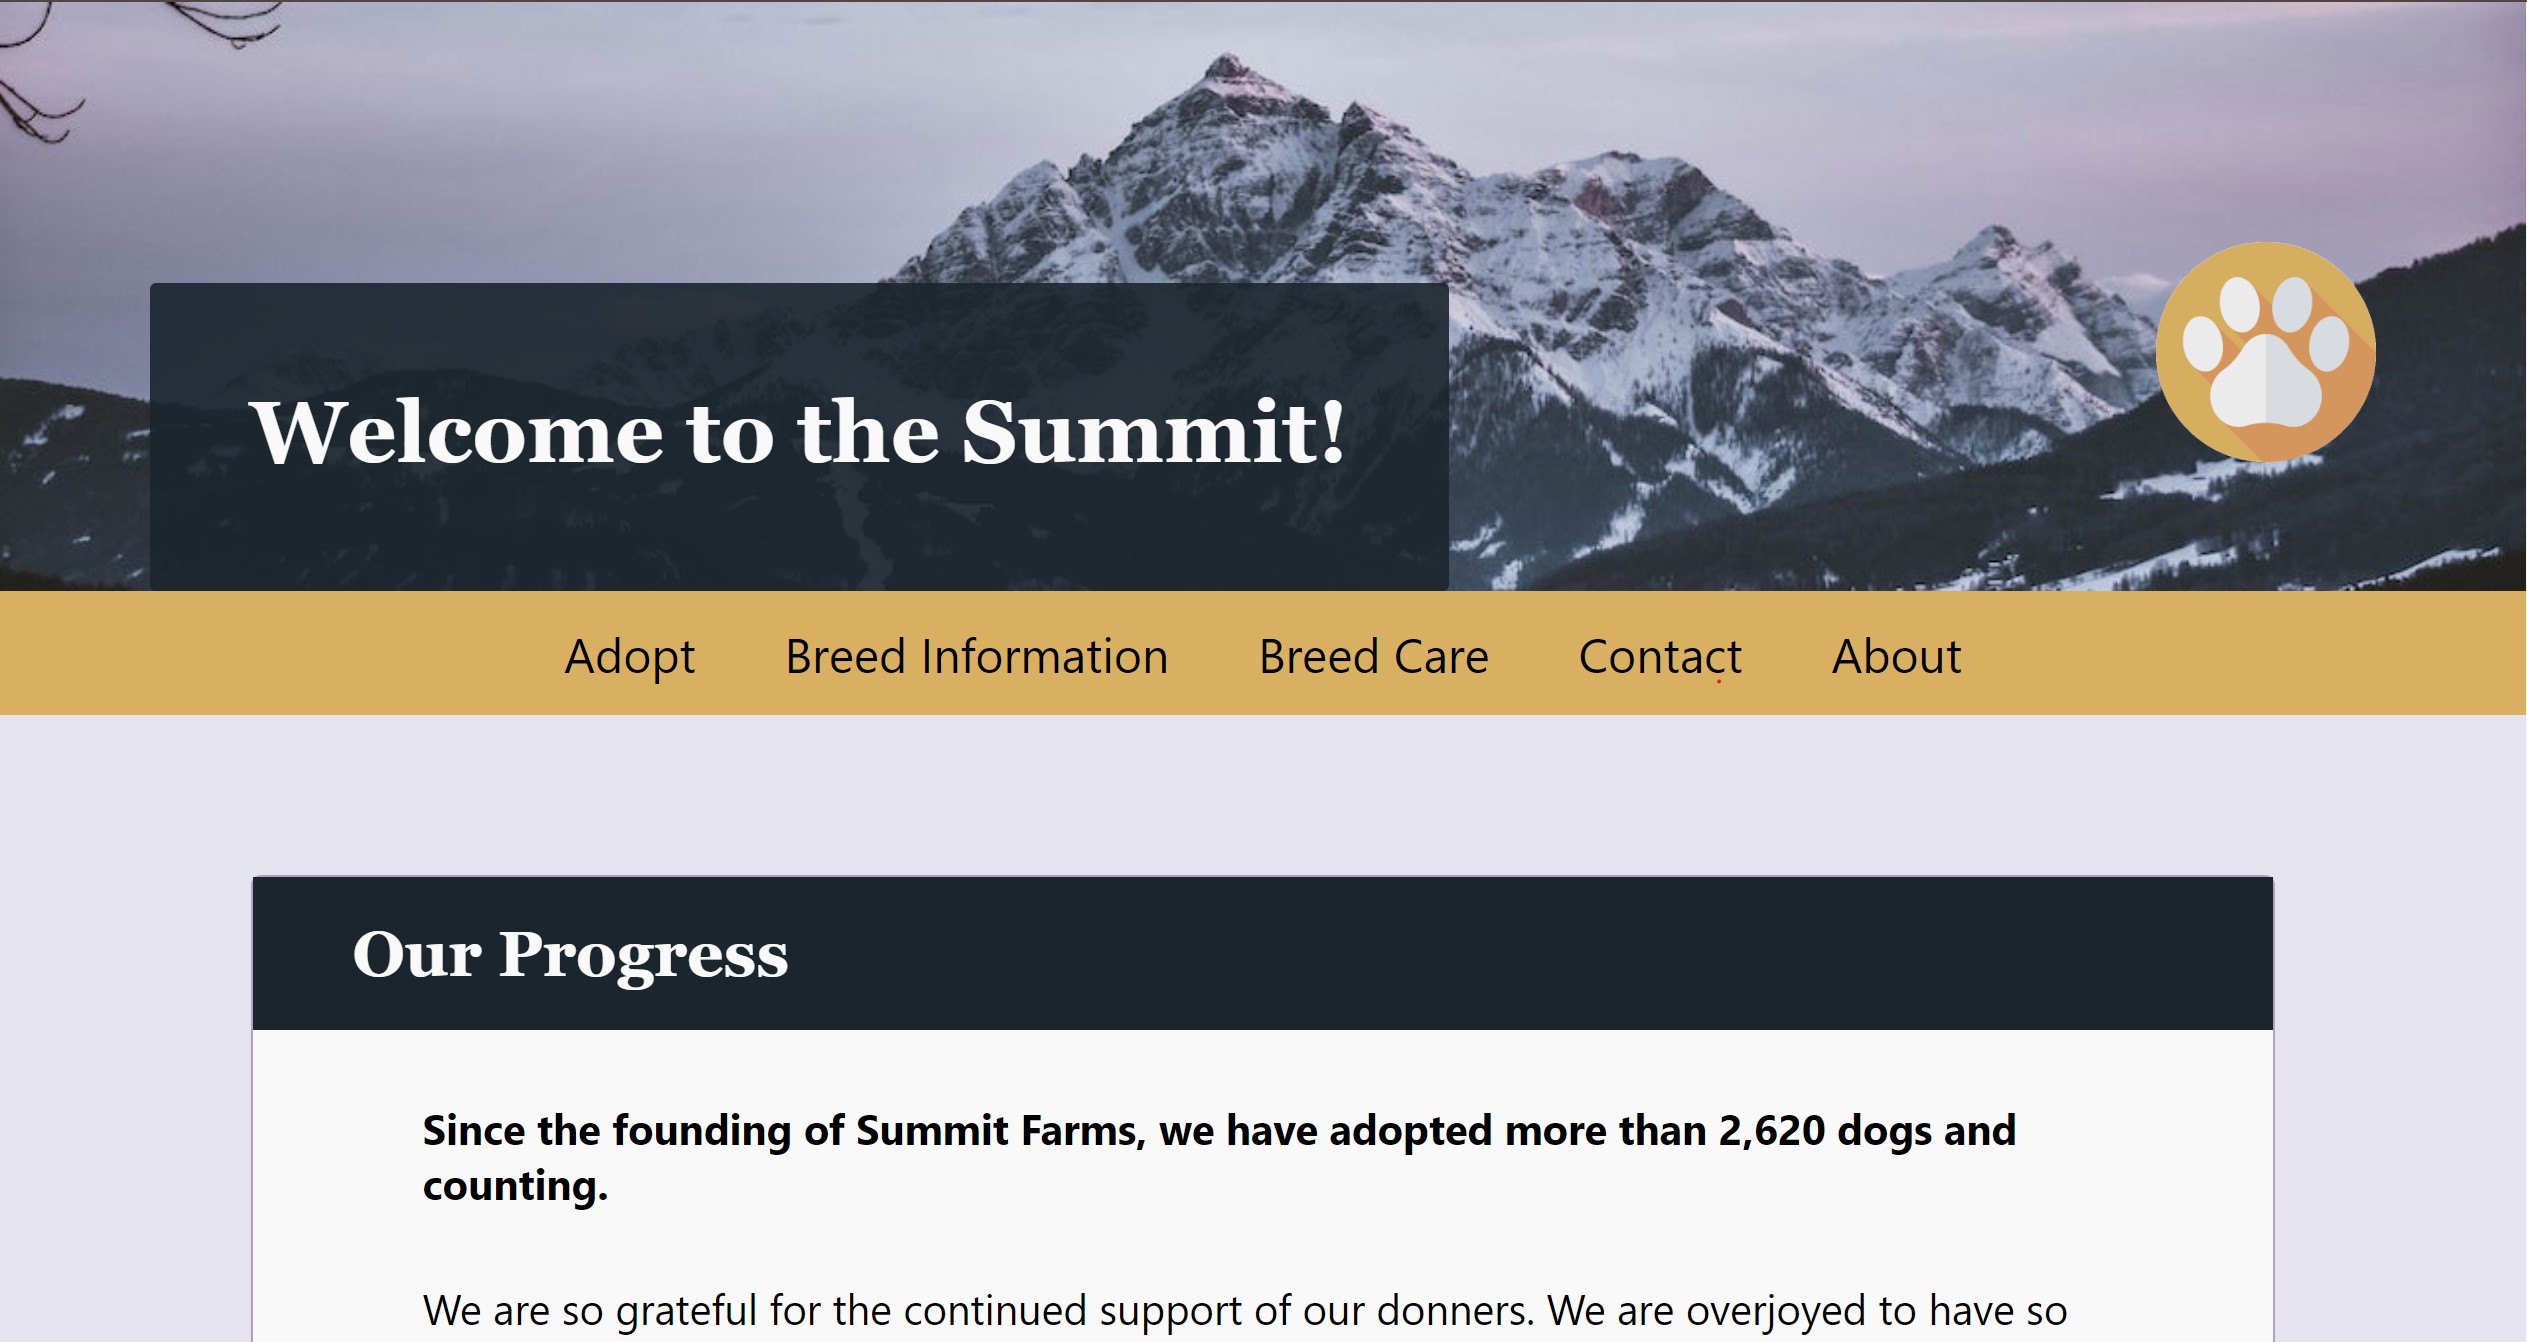 Welcome to the Summit!
Adopt Breed Information Breed Care Contact About
Our Progress
Since the founding of Summit Farms, we have adopted more than 2,620 dogs and
counting.
We are so grateful for the continued support of our donners. We are overjoyed to have so